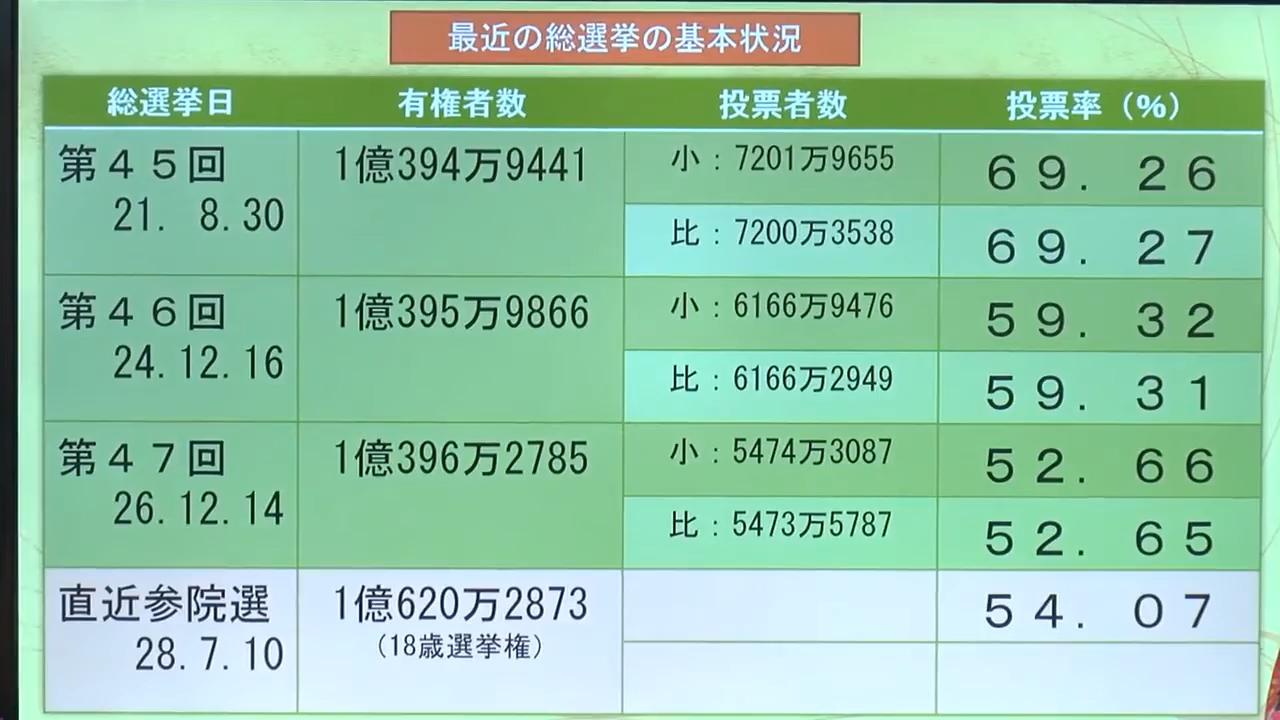 最近の総選挙の基本状況
総選挙日 有権者数 投票者数 投票率（%）
第４５回 1億394万9441 小：7201万9655 ６９．２６
21. 8.30 比：7200万3538 ６９．２７
第４６回 1億395万9866 小：6166万9476 ５９．３２
24.12.16 比：6166万2949 ５９．３１
第４７回 1億396万2785 小：5474万3087 ５２．６６
26.12.14 比：5473万5787 ５２．６５
直近参院選 1億620万2873 ５４．０７
28.7.10 （18歳選挙権）